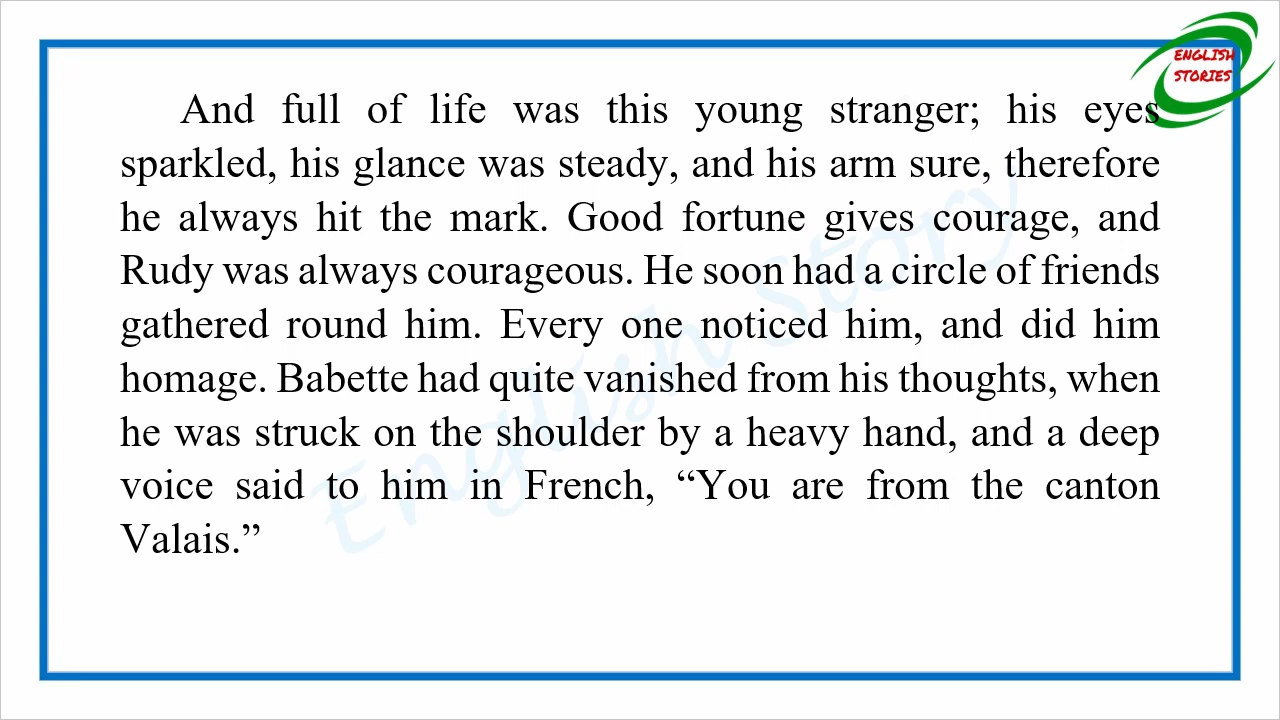 ENGLISH
STORIES
And full of life was this young stranger; his eyes
sparkled, his glance was steady, and his arm sure, therefore
he always hit the mark. Good fortune gives courage, and
Rudy was always courageous. He soon had a circle of friends
gathered round him. Every one noticed him, and did him
homage. Babette had quite vanished from his thoughts, when
he was struck on the shoulder by a heavy hand, and a deep
voice said to him in French, “You are from the canton
Valais.”
English Story